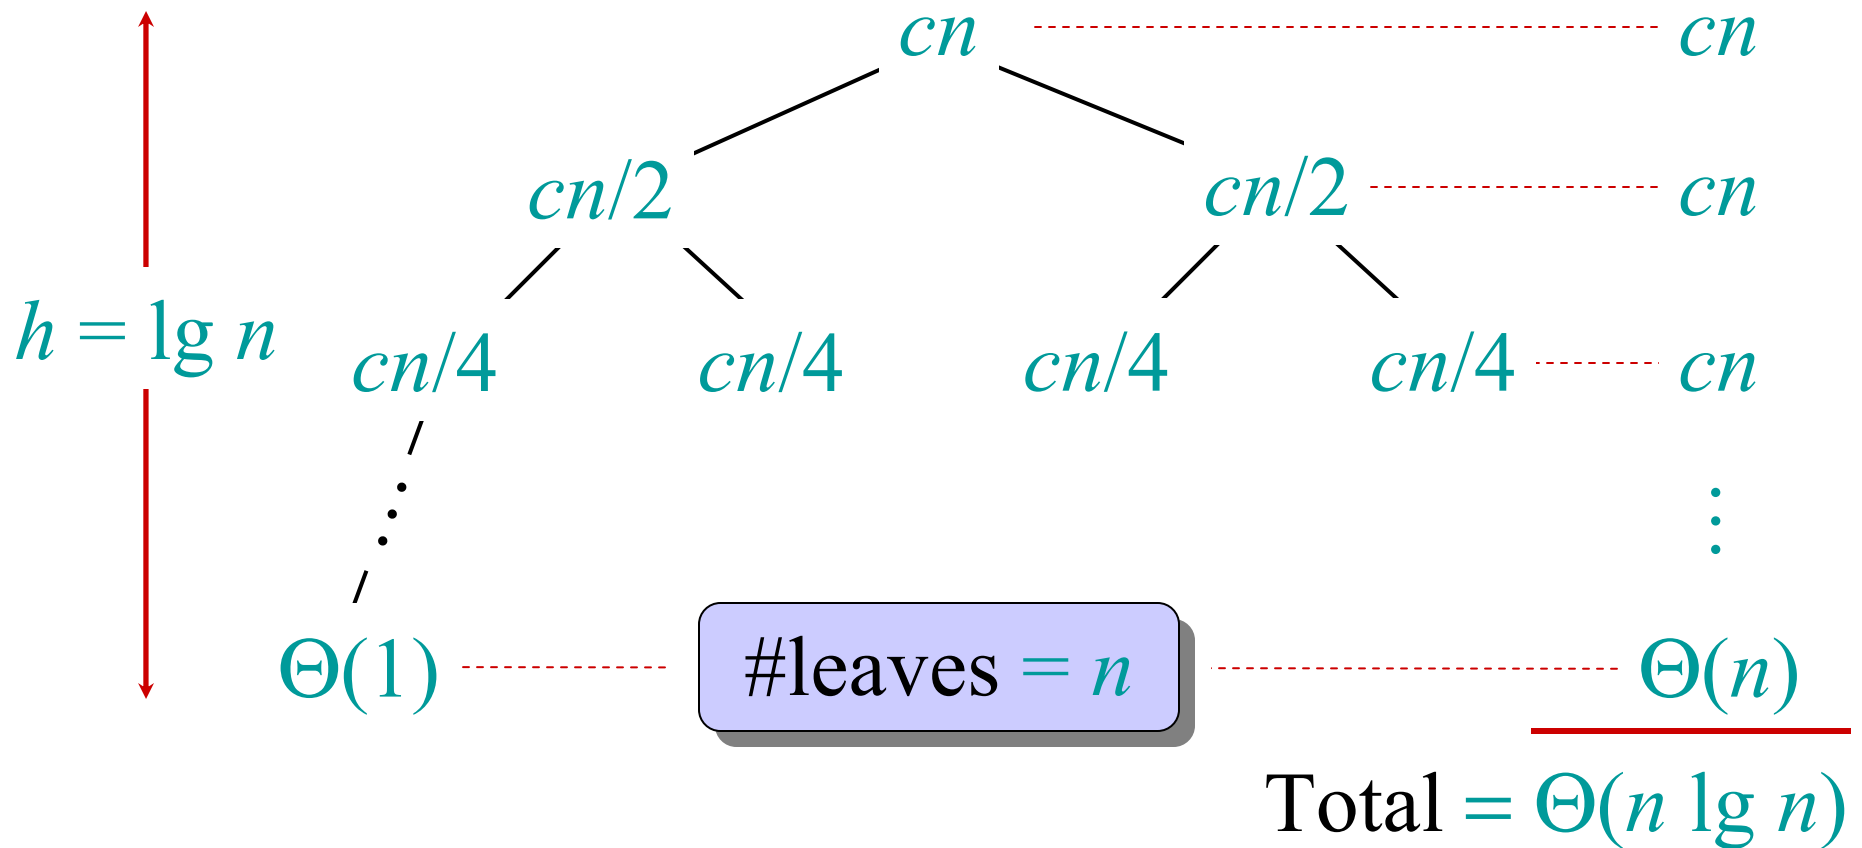 cn cn
cn/2 cn/2 cn
h = lg n cn/4 cn/4 cn/4 cn/4 cn
Θ(1) #leaves = n Θ(n)
Total = Θ(n lg n)